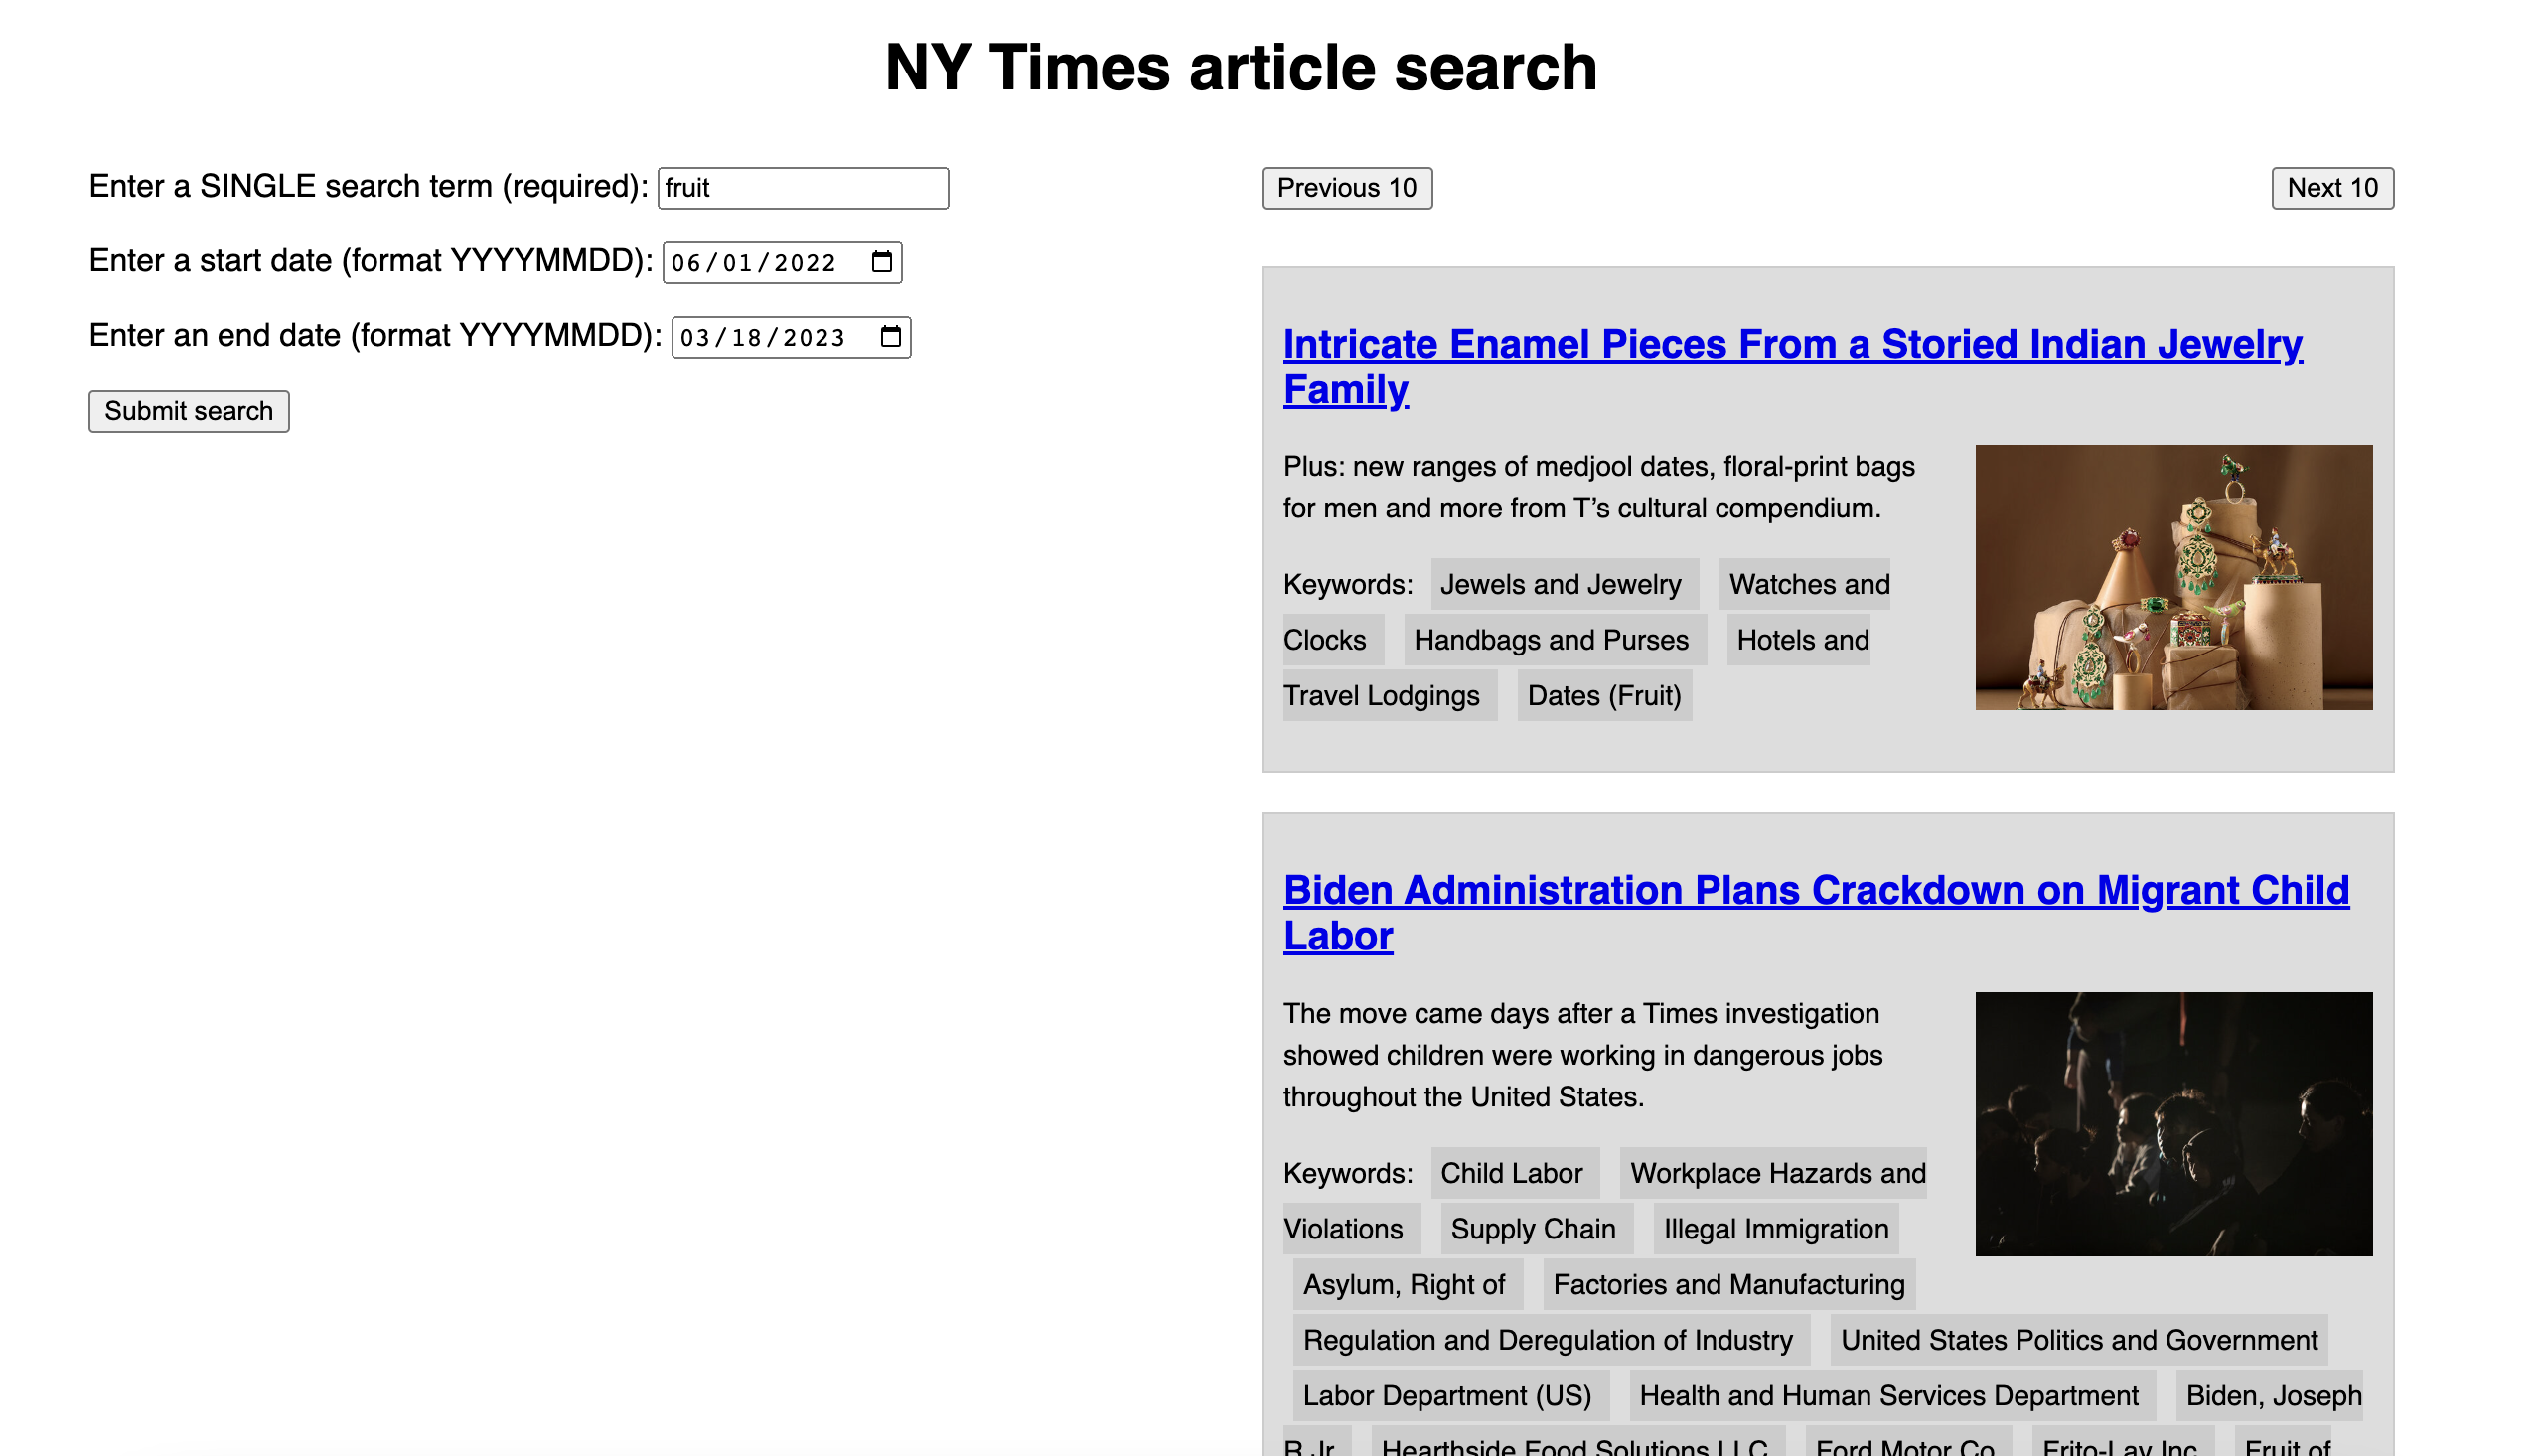 NY Times article search
Enter a SINGLE search term (required): fruit
Enter a start date (format YYYYMMDD): 06/01/2022
Enter an end date (format YYYYMMDD): 03/18/2023
Submit search
Previous 10 Next 10
Intricate Enamel Pieces From a Storied Indian Jewelry
Family
Plus: new ranges of medjool dates, floral-print bags
for men and more from T’s cultural compendium.
Keywords: Jewels and Jewelry Watches and
Clocks Handbags and Purses Hotels and
Travel Lodgings Dates (Fruit)
Biden Administration Plans Crackdown on Migrant Child
Labor
The move came days after a Times investigation
showed children were working in dangerous jobs
throughout the United States.
Keywords: Child Labor Workplace Hazards and
Violations Supply Chain Illegal Immigration
Asylum, Right of Factories and Manufacturing
Regulation and Deregulation of Industry United States Politics and Government
Labor Department (US) Health and Human Services Department Biden, Joseph
R Jr Hearthside Food Solutions LLC Ford Motor Co Frito-Lay Inc Fruit of